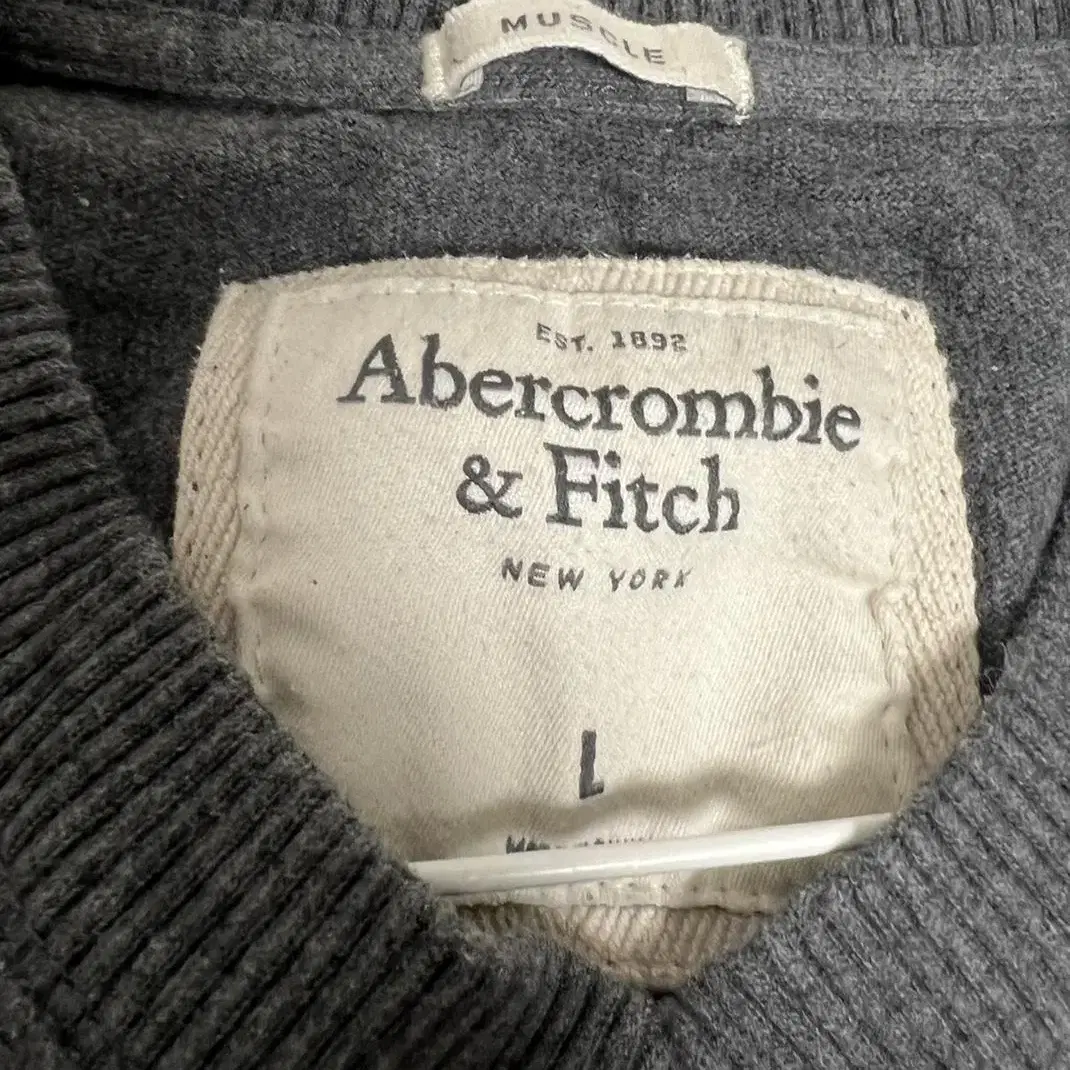 MUSCLE
EST. 1892
Abercrombie
& Fitch
NEW YORK
L